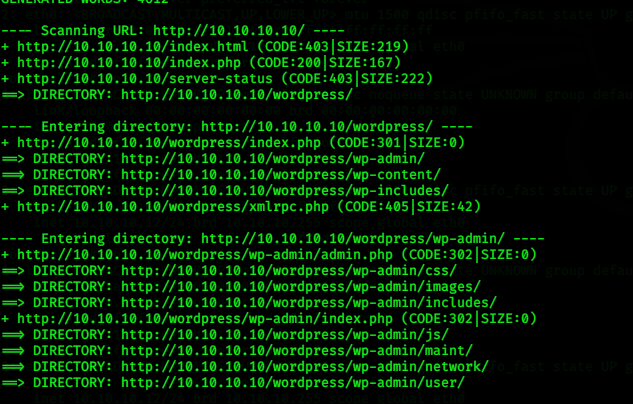 GENERATED WORDS: 4612
---- Scanning URL: http://10.10.10.10/ ----
+ http://10.10.10.10/index.html (CODE:403|SIZE:219)
+ http://10.10.10.10/index.php (CODE:200|SIZE:167)
+ http://10.10.10.10/server-status (CODE:403|SIZE:222)
==> DIRECTORY: http://10.10.10.10/wordpress/
---- Entering directory: http://10.10.10.10/wordpress/ ----
+ http://10.10.10.10/wordpress/index.php (CODE:301|SIZE:0)
==> DIRECTORY: http://10.10.10.10/wordpress/wp-admin/
==> DIRECTORY: http://10.10.10.10/wordpress/wp-content/
==> DIRECTORY: http://10.10.10.10/wordpress/wp-includes/
+ http://10.10.10.10/wordpress/xmlrpc.php (CODE:405|SIZE:42)
---- Entering directory: http://10.10.10.10/wordpress/wp-admin/ ----
+ http://10.10.10.10/wordpress/wp-admin/admin.php (CODE:302|SIZE:0)
==> DIRECTORY: http://10.10.10.10/wordpress/wp-admin/css/
==> DIRECTORY: http://10.10.10.10/wordpress/wp-admin/images/
==> DIRECTORY: http://10.10.10.10/wordpress/wp-admin/includes/
+ http://10.10.10.10/wordpress/wp-admin/index.php (CODE:302|SIZE:0)
==> DIRECTORY: http://10.10.10.10/wordpress/wp-admin/js/
==> DIRECTORY: http://10.10.10.10/wordpress/wp-admin/maint/
==> DIRECTORY: http://10.10.10.10/wordpress/wp-admin/network/
==> DIRECTORY: http://10.10.10.10/wordpress/wp-admin/user/